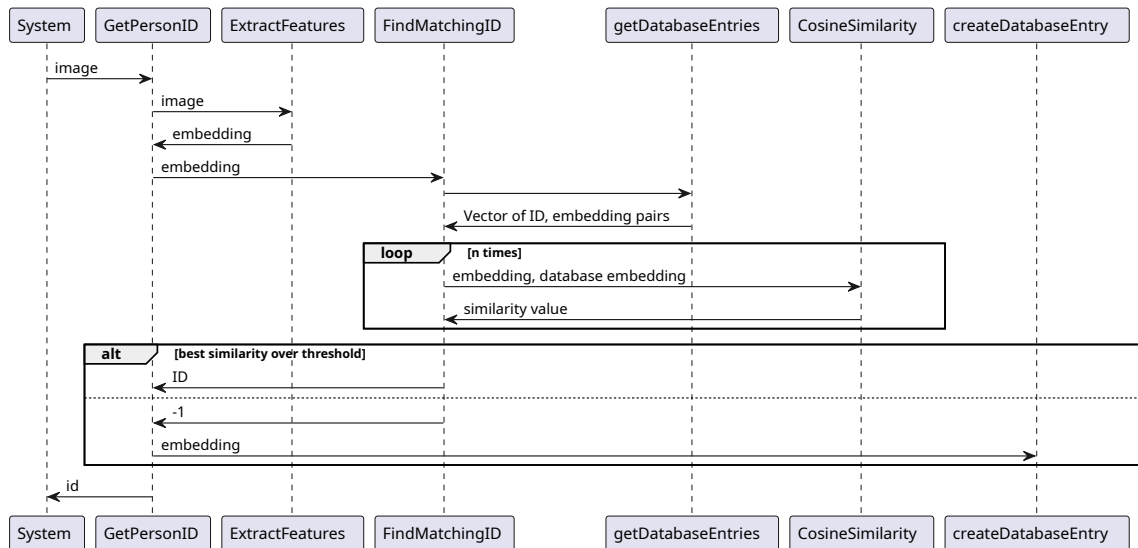 System GetPersonID ExtractFeatures FindMatchingID getDatabaseEntries CosineSimilarity createDatabaseEntry
image
image
embedding
embedding
Vector of ID, embedding pairs
loop [n times]
embedding, database embedding
similarity value
alt [best similarity over threshold]
ID
-1
embedding
id
System GetPersonID ExtractFeatures FindMatchingID getDatabaseEntries CosineSimilarity createDatabaseEntry